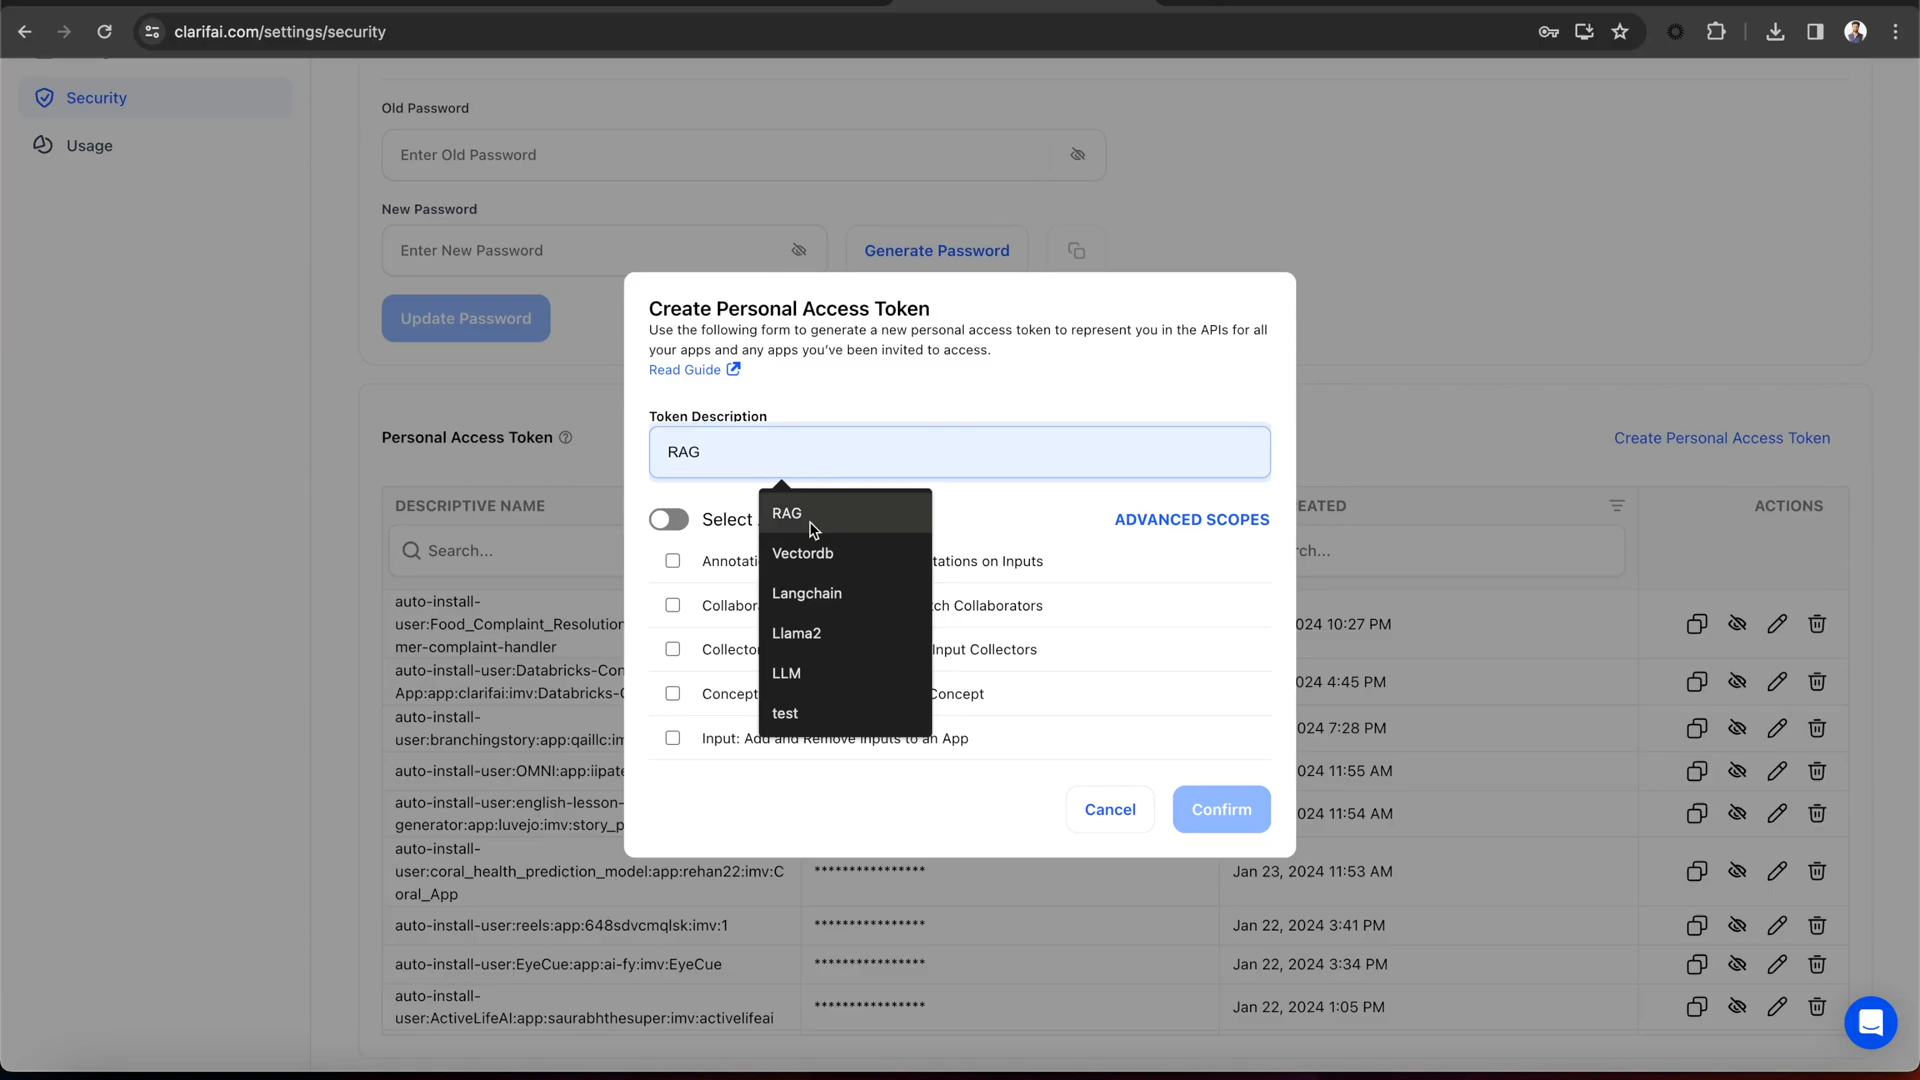 clarifai.com/settings/security
Security
Usage
Old Password
Enter Old Password
New Password
Enter New Password
Generate Password
Update Password
Create Personal Access Token
Use the following form to generate a new personal access token to represent you in the APIs for all
your apps and any apps you've been invited to access.
Read Guide
Token Description
RAG
Select
ADVANCED SCOPES
RAG
Vectordb
Langchain
Llama2
LLM
test
Annotati
tations on Inputs
Collabora
tch Collaborators
Collecto
Input Collectors
Concept
Concept
Input: Add and Remove Inputs to an App
Cancel
Confirm
Personal Access Token
Create Personal Access Token
DESCRIPTIVE NAME
EATED
ACTIONS
Search...
rch...
auto-install-
user:Food_Complaint_Resolution
mer-complaint-handler
024 10:27 PM
auto-install-user:Databricks-Con
App:app:clarifai:imv:Databricks-C
024 4:45 PM
auto-install-
user:branchingstory:app:qaillc:im
024 7:28 PM
auto-install-user:OMNI:app:iipate
024 11:55 AM
auto-install-user:english-lesson-
generator:app:luvejo:imv:story_p
024 11:54 AM
auto-install-
user:coral_health_prediction_model:app:rehan22:imv:C
oral_App
****************
Jan 23, 2024 11:53 AM
auto-install-user:reels:app:648sdvcmqlsk:imv:1
****************
Jan 22, 2024 3:41 PM
auto-install-user:EyeCue:app:ai-fy:imv:EyeCue
****************
Jan 22, 2024 3:34 PM
auto-install-
user:ActiveLifeAI:app:saurabhthesuper:imv:activelifeai
****************
Jan 22, 2024 1:05 PM